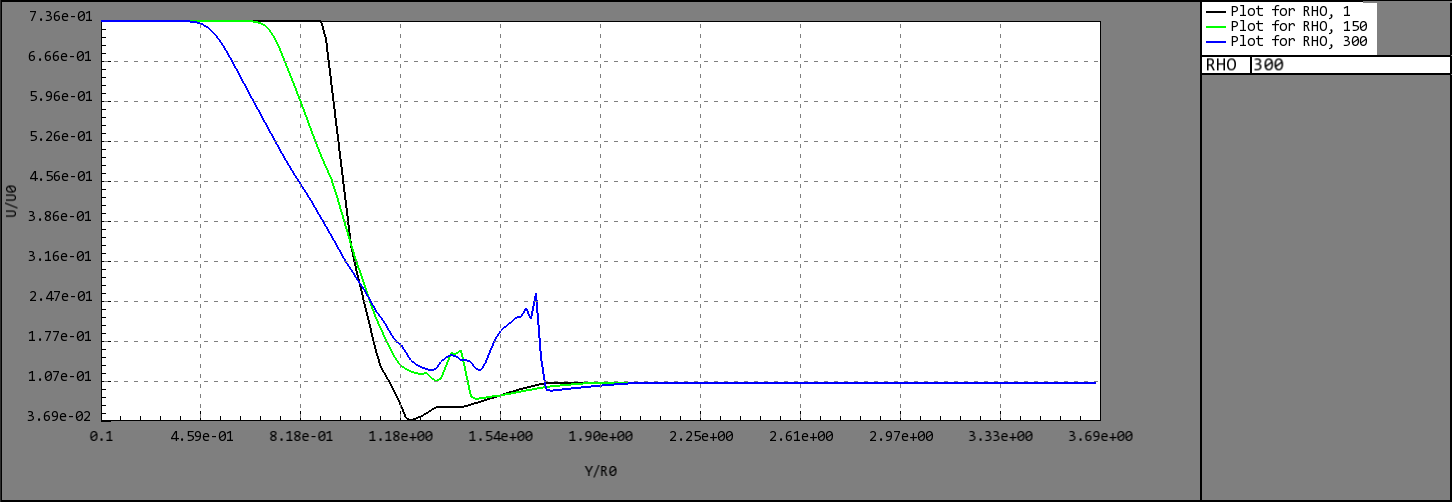 7.36e-01
6.66e-01
5.96e-01
5.26e-01
4.56e-01
3.86e-01
3.16e-01
2.47e-01
1.77e-01
1.07e-01
3.69e-02
U/U0
0.1 4.59e-01 8.18e-01 1.18e+00 1.54e+00 1.90e+00 2.25e+00 2.61e+00 2.97e+00 3.33e+00 3.69e+00
Y/R0
Plot for RHO, 1
Plot for RHO, 150
Plot for RHO, 300
RHO 300